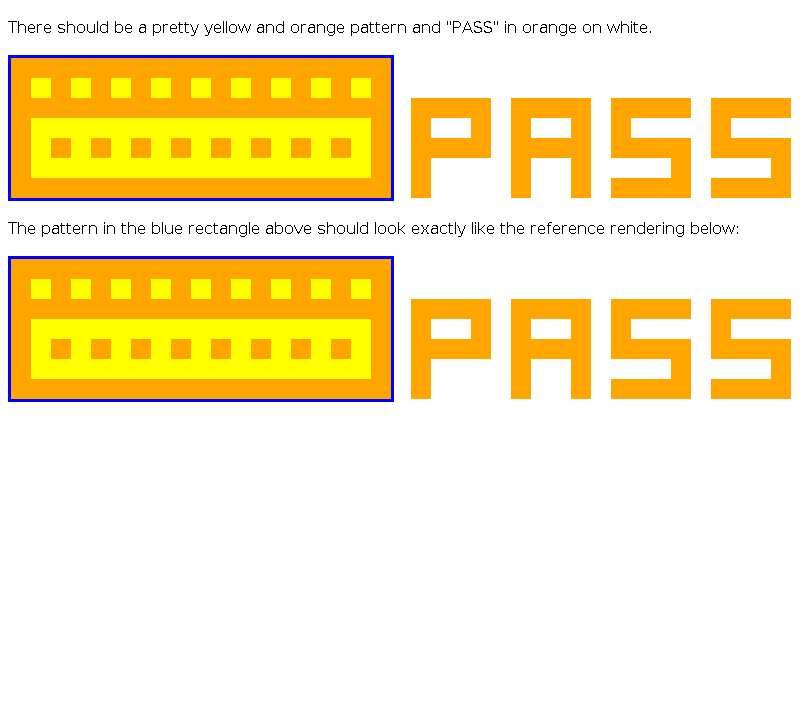 There should be a pretty yellow and orange pattern and "PASS" in orange on white.
PASS
The pattern in the blue rectangle above should look exactly like the reference rendering below:
PASS